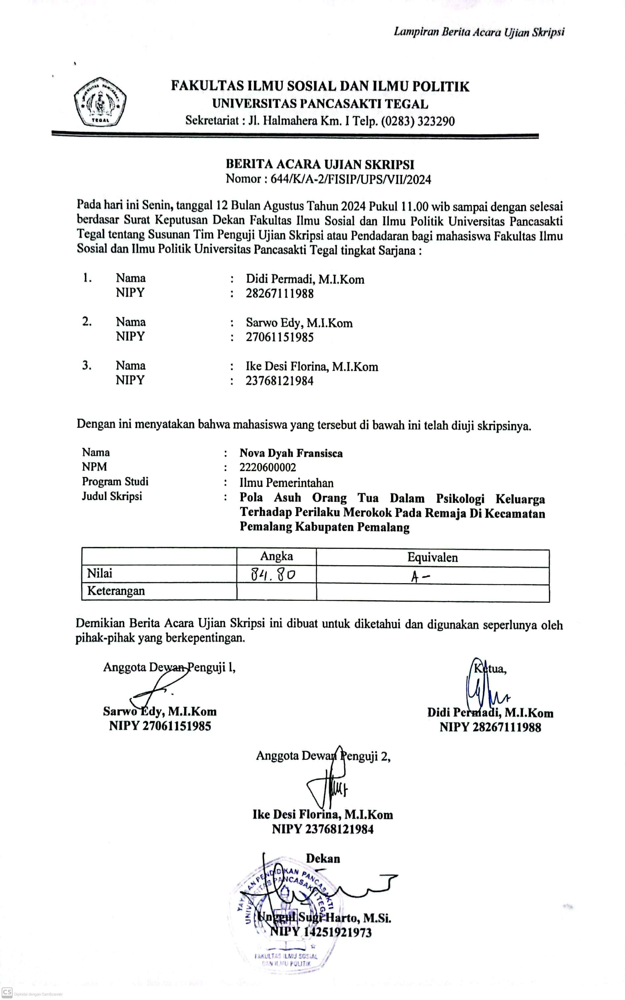 Lampiran Berita Acara Ujian Skripsi
UNIVERSITAS PANCASAKTI
TEGAL
FAKULTAS ILMU SOSIAL DAN ILMU POLITIK
UNIVERSITAS PANCASAKTI TEGAL
Sekretariat : Jl. Halmahera Km. I Telp. (0283) 323290
BERITA ACARA UJIAN SKRIPSI
Nomor : 644/K/A-2/FISIP/UPS/VII/2024
Pada hari ini Senin, tanggal 12 Bulan Agustus Tahun 2024 Pukul 11.00 wib sampai dengan selesai
berdasar Surat Keputusan Dekan Fakultas Ilmu Sosial dan Ilmu Politik Universitas Pancasakti
Tegal tentang Susunan Tim Penguji Ujian Skripsi atau Pendadaran bagi mahasiswa Fakultas Ilmu
Sosial dan Ilmu Politik Universitas Pancasakti Tegal tingkat Sarjana :
1. Nama : Didi Permadi, M.I.Kom
NIPY : 28267111988
2. Nama : Sarwo Edy, M.I.Kom
NIPY : 27061151985
3. Nama : Ike Desi Florina, M.I.Kom
NIPY : 23768121984
Dengan ini menyatakan bahwa mahasiswa yang tersebut di bawah ini telah diuji skripsinya.
Nama : Nova Dyah Fransisca
NPM : 2220600002
Program Studi : Ilmu Pemerintahan
Judul Skripsi : Pola Asuh Orang Tua Dalam Psikologi Keluarga
Terhadap Perilaku Merokok Pada Remaja Di Kecamatan
Pemalang Kabupaten Pemalang
Angka Equivalen
Nilai 84.80 A-
Keterangan
Demikian Berita Acara Ujian Skripsi ini dibuat untuk diketahui dan digunakan seperlunya oleh
pihak-pihak yang berkepentingan.
Anggota Dewan Penguji 1, Ketua,
Sarwo Edy, M.I.Kom Didi Permadi, M.I.Kom
NIPY 27061151985 NIPY 28267111988
Anggota Dewan Penguji 2,
Ike Desi Florina, M.I.Kom
NIPY 23768121984
Dekan
YAYASAN PENDIDIKAN PANCASAKTI
UNIVERSITAS PANCASAKTI TEGAL
Unggul Sugi Harto, M.Si.
NIPY 14251921973
FAKULTAS ILMU SOSIAL
DAN ILMU POLITIK
CS Dipindai dengan CamScanner